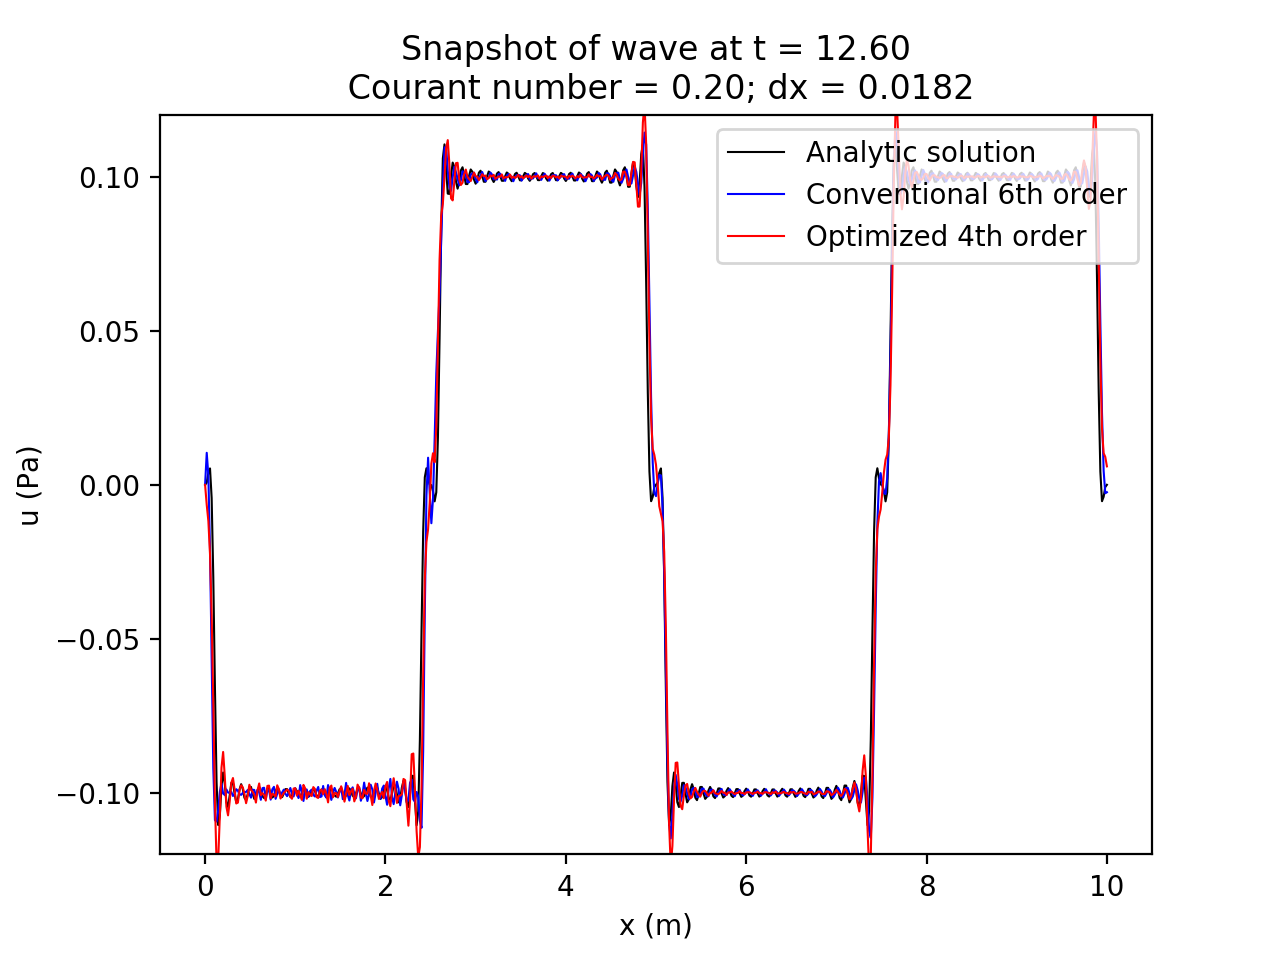 Snapshot of wave at t = 12.60
Courant number = 0.20; dx = 0.0182
Analytic solution
Conventional 6th order
Optimized 4th order
0.10
0.05
0.00
−0.05
−0.10
u (Pa)
0 2 4 6 8 10
x (m)